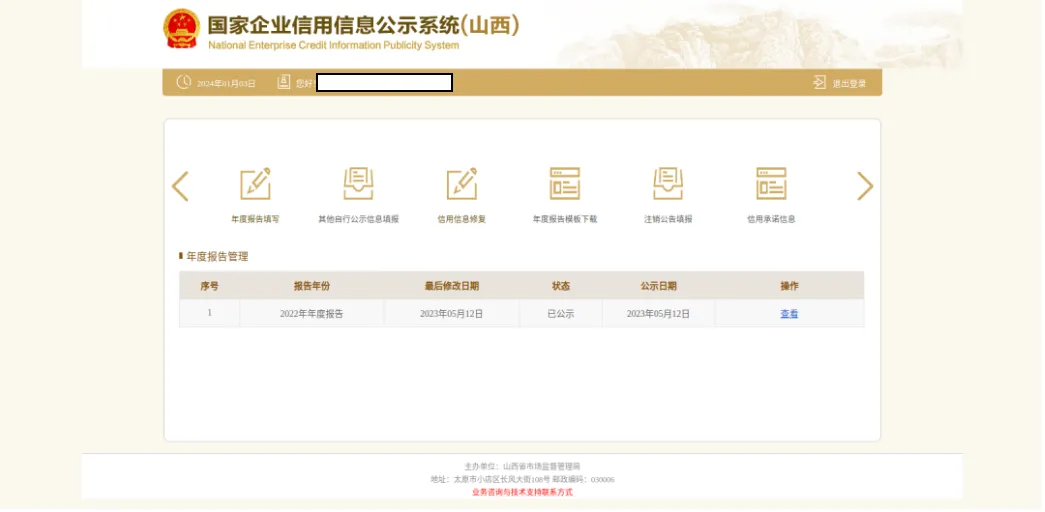 国家企业信用信息公示系统(山西)
National Enterprise Credit Information Publicity System
2024年01月03日 您好 退出登录
年度报告填写 其他自行公示信息填报 信用信息修复 年度报告模板下载 注销公告填报 信用承诺信息
年度报告管理
序号 报告年份 最后修改日期 状态 公示日期 操作
1 2022年年度报告 2023年05月12日 已公示 2023年05月12日 查看
主办单位：山西省市场监督管理局
地址：太原市小店区长风大街108号 邮政编码：030006
业务咨询与技术支持联系方式